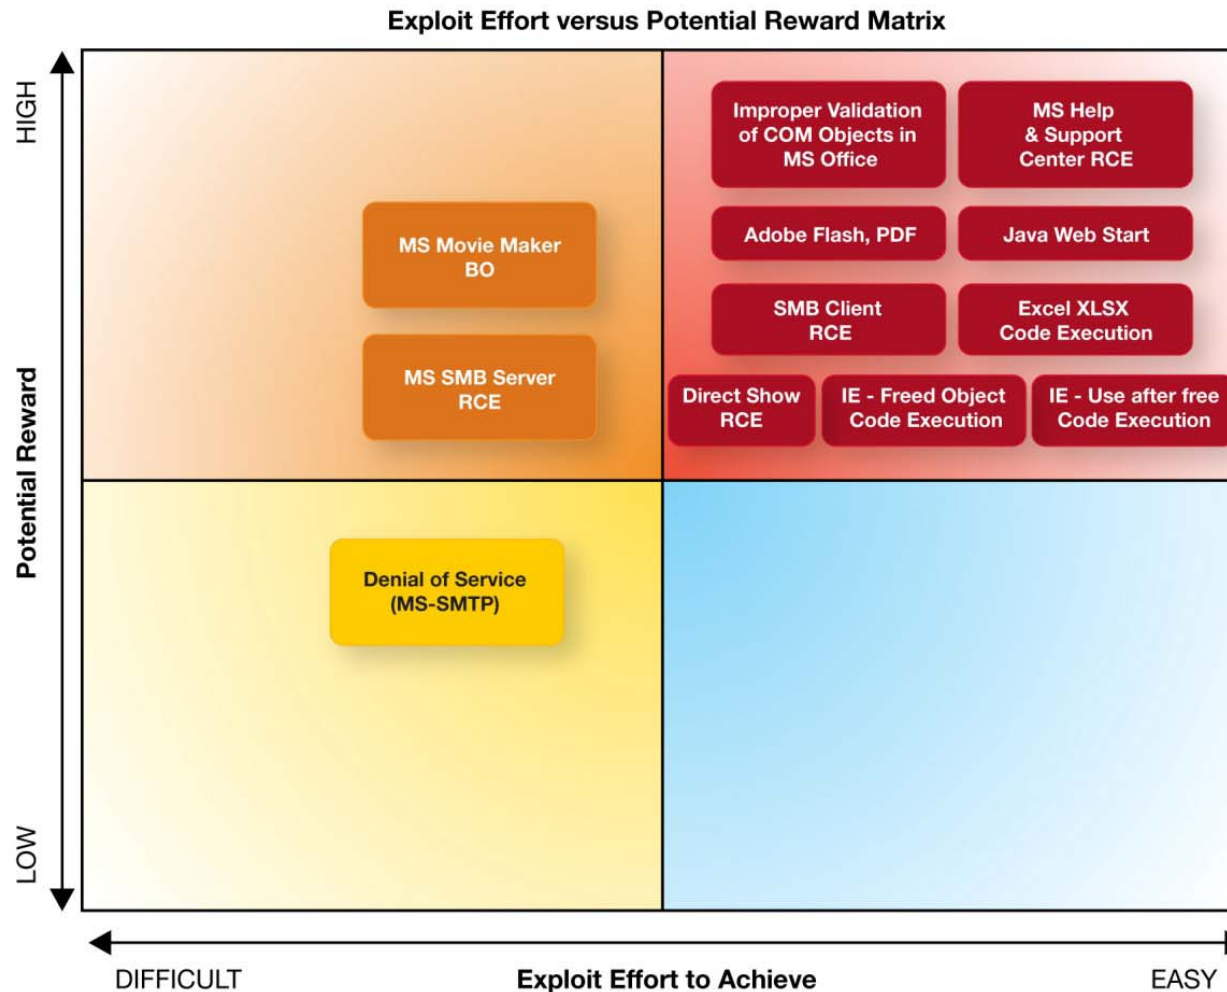 Exploit Effort versus Potential Reward Matrix
HIGH
Potential Reward
LOW
Improper Validation
of COM Objects in
MS Office
MS Help
& Support
Center RCE
MS Movie Maker
BO
Adobe Flash, PDF
Java Web Start
SMB Client
RCE
Excel XLSX
Code Execution
MS SMB Server
RCE
Direct Show
RCE
IE - Freed Object
Code Execution
IE - Use after free
Code Execution
Denial of Service
(MS-SMTP)
DIFFICULT
Exploit Effort to Achieve
EASY